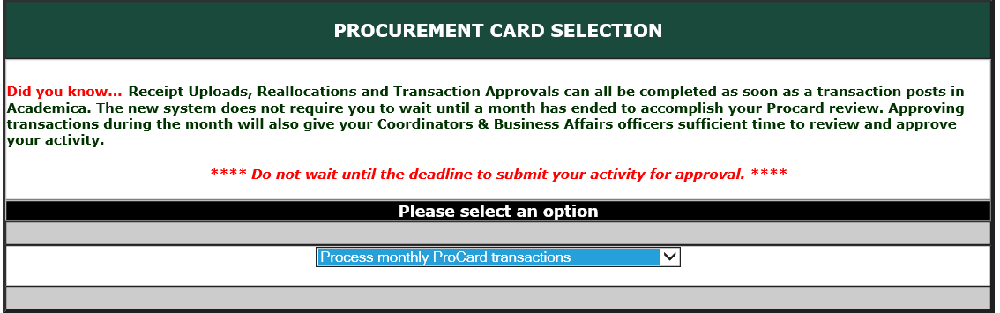 PROCUREMENT CARD SELECTION
Did you know... Receipt Uploads, Reallocations and Transaction Approvals can all be completed as soon as a transaction posts in
Academica. The new system does not require you to wait until a month has ended to accomplish your Procard review. Approving
transactions during the month will also give your Coordinators & Business Affairs officers sufficient time to review and approve
your activity.
**** Do not wait until the deadline to submit your activity for approval. ****
Please select an option
Process monthly ProCard transactions